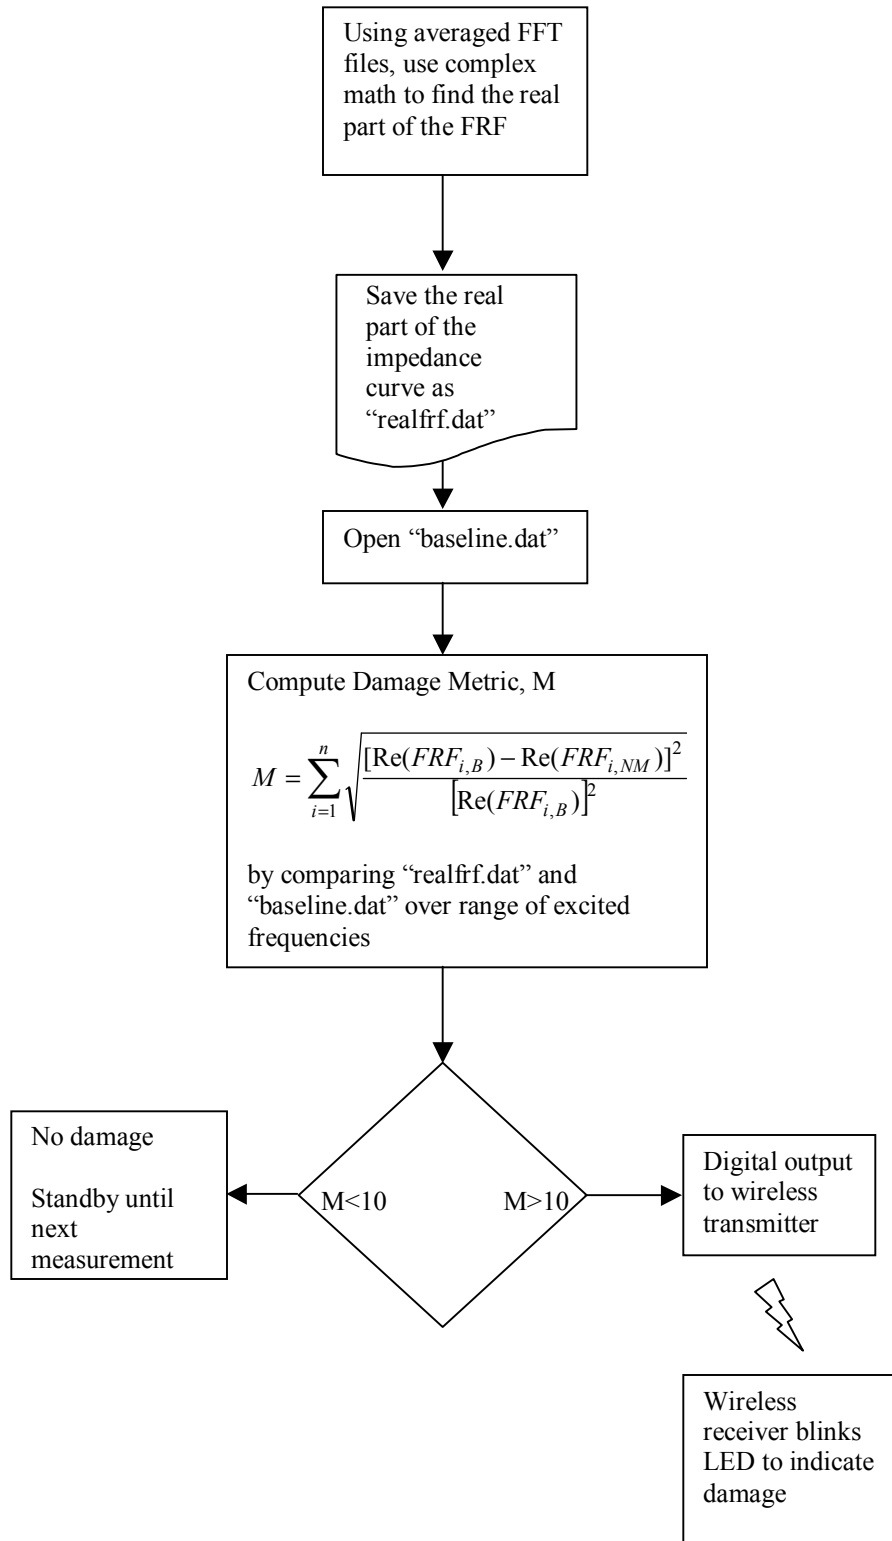 Using averaged FFT
files, use complex
math to find the real
part of the FRF
Save the real
part of the
impedance
curve as
“realfrf.dat”
Open “baseline.dat”
Compute Damage Metric, M
M = \sum_{i=1}^{n} \sqrt{\frac{[Re(FRF_{i,B}) - Re(FRF_{i,NM})]^2}{[Re(FRF_{i,B})]^2}}
by comparing “realfrf.dat” and
“baseline.dat” over range of excited
frequencies
No damage
Standby until
next
measurement
M<10
M>10
Digital output
to wireless
transmitter
Wireless
receiver blinks
LED to indicate
damage